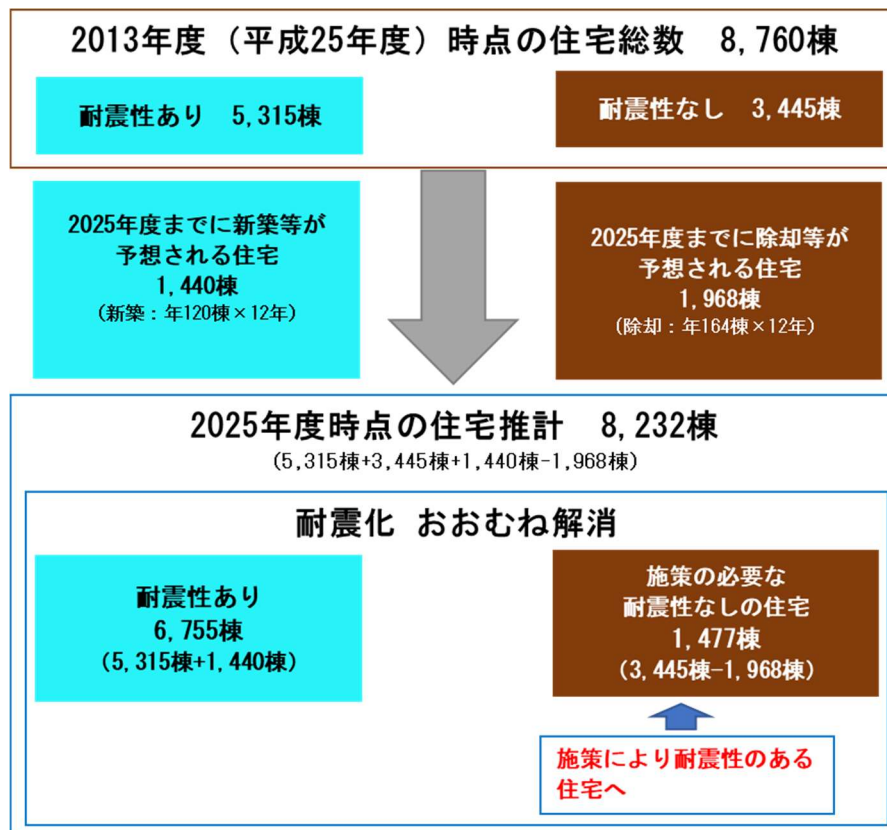 2013年度（平成25年度）時点の住宅総数　8,760棟
耐震性あり　5,315棟
耐震性なし　3,445棟
2025年度までに新築等が
予想される住宅
1,440棟
（新築：年120棟×12年）
2025年度までに除却等が
予想される住宅
1,968棟
（除却：年164棟×12年）
2025年度時点の住宅推計　8,232棟
（5,315棟+3,445棟+1,440棟-1,968棟）
耐震化 おおむね解消
耐震性あり
6,755棟
（5,315棟+1,440棟）
施策の必要な
耐震性なしの住宅
1,477棟
（3,445棟-1,968棟）
施策により耐震性のある
住宅へ